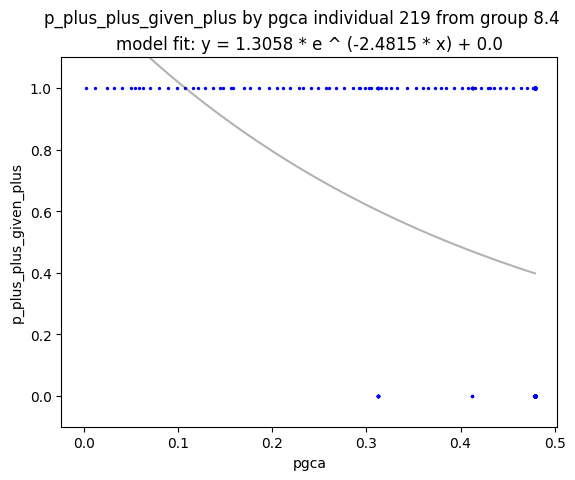 p_plus_plus_given_plus by pgca individual 219 from group 8.4
model fit: y = 1.3058 * e ^ (-2.4815 * x) + 0.0
1.0
0.8
0.6
0.4
0.2
0.0
p_plus_plus_given_plus
0.0 0.1 0.2 0.3 0.4 0.5
pgca